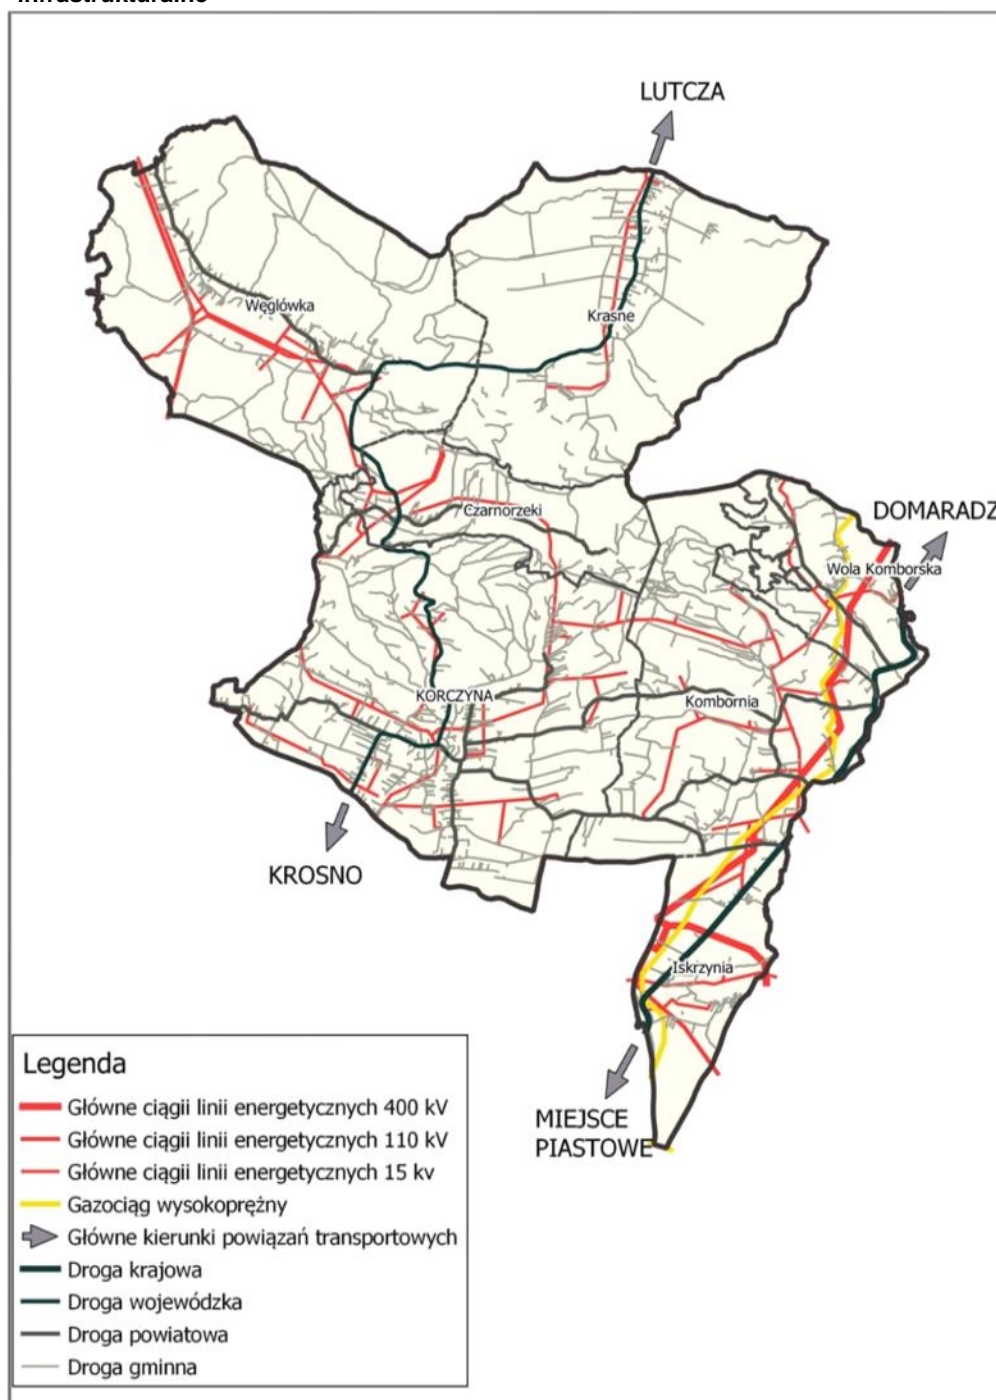 infrastrukturalne
LUTCZA
Węglówka
Krasne
Czarnorzeki
DOMARADZ
Wola Komborska
KORCZYNA
Kombornia
KROSNO
Iskrzynia
MIEJSCE
PIASTOWE
Legenda
Główne ciągii linii energetycznych 400 kV
Główne ciągii linii energetycznych 110 kV
Główne ciągii linii energetycznych 15 kv
Gazociąg wysokoprężny
Główne kierunki powiązań transportowych
Droga krajowa
Droga wojewódzka
Droga powiatowa
Droga gminna